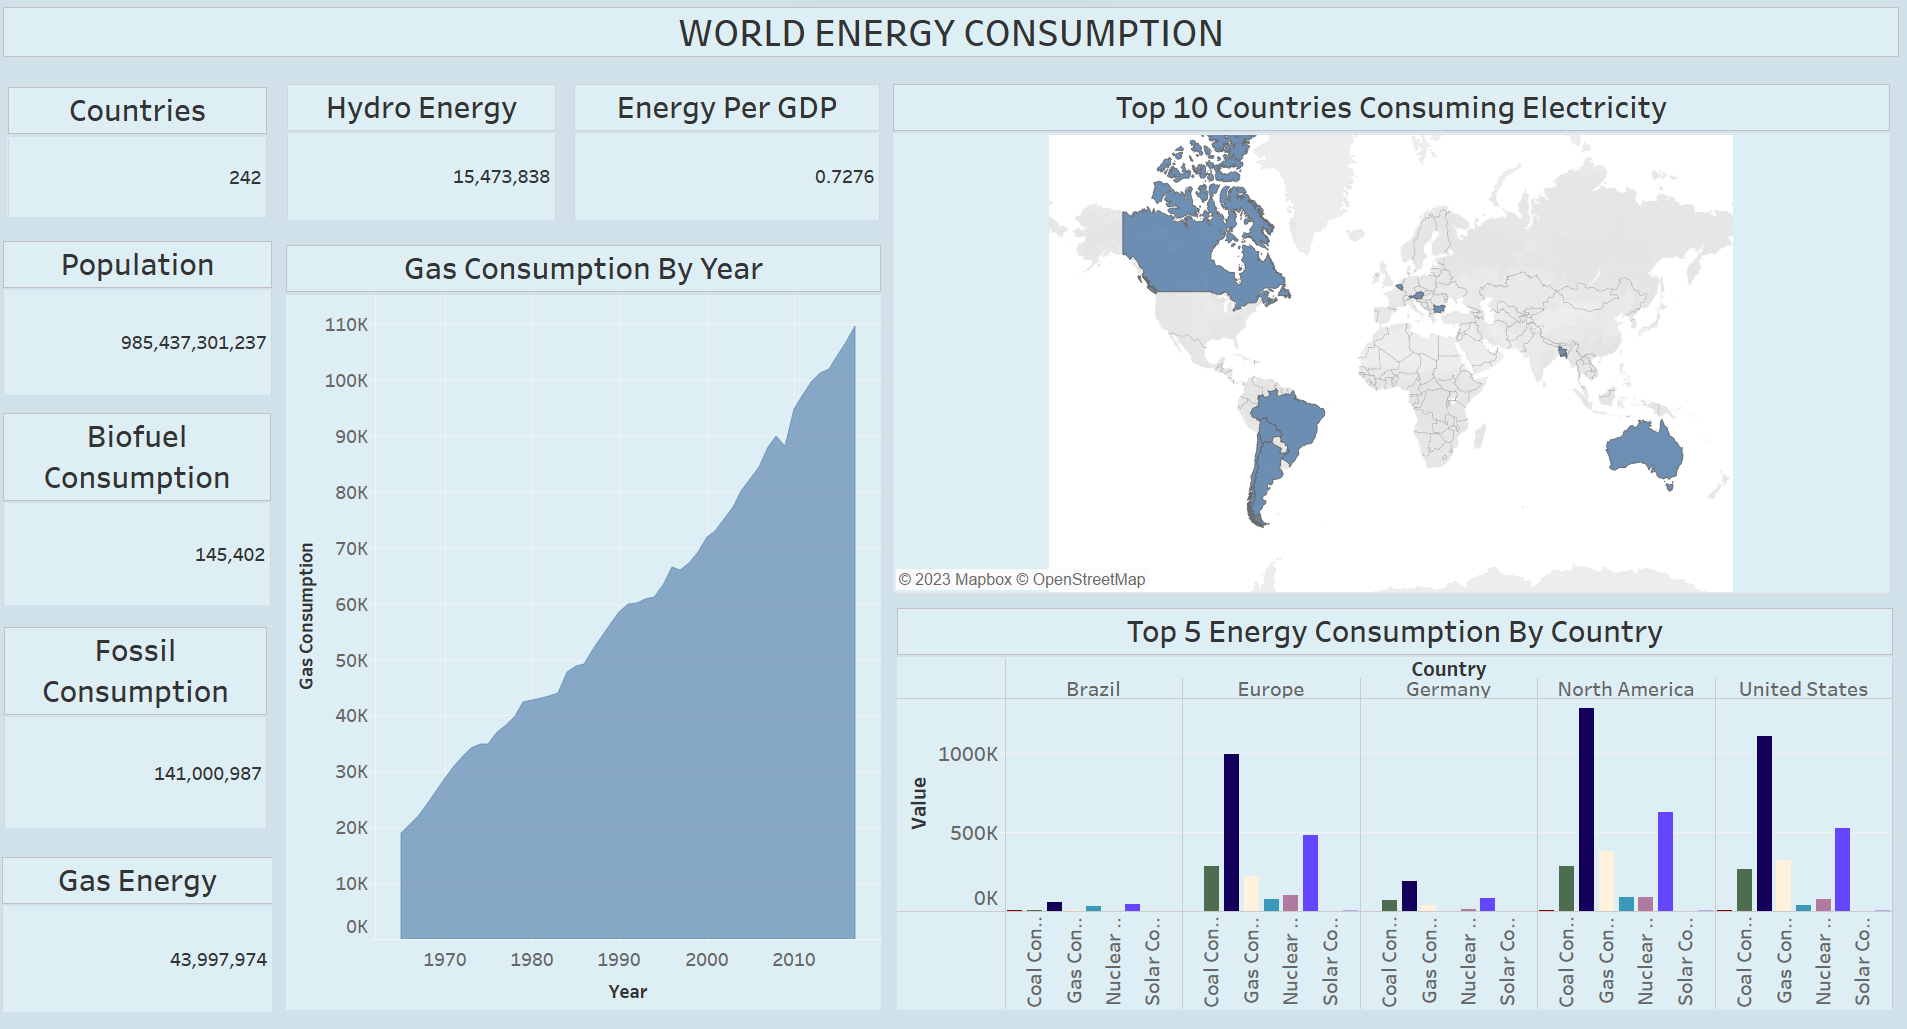 WORLD ENERGY CONSUMPTION
Countries
242
Hydro Energy
15,473,838
Energy Per GDP
0.7276
Population
985,437,301,237
Biofuel
Consumption
145,402
Fossil
Consumption
141,000,987
Gas Energy
43,997,974
Gas Consumption By Year
Gas Consumption
110K
100K
90K
80K
70K
60K
50K
40K
30K
20K
10K
0K
1970 1980 1990 2000 2010
Year
Top 10 Countries Consuming Electricity
© 2023 Mapbox © OpenStreetMap
Top 5 Energy Consumption By Country
Country
Brazil Europe Germany North America United States
Value
1000K
500K
0K
Coal Con..
Gas Con..
Nuclear ..
Solar Co..
Coal Con..
Gas Con..
Nuclear ..
Solar Co..
Coal Con..
Gas Con..
Nuclear ..
Solar Co..
Coal Con..
Gas Con..
Nuclear ..
Solar Co..
Coal Con..
Gas Con..
Nuclear ..
Solar Co..